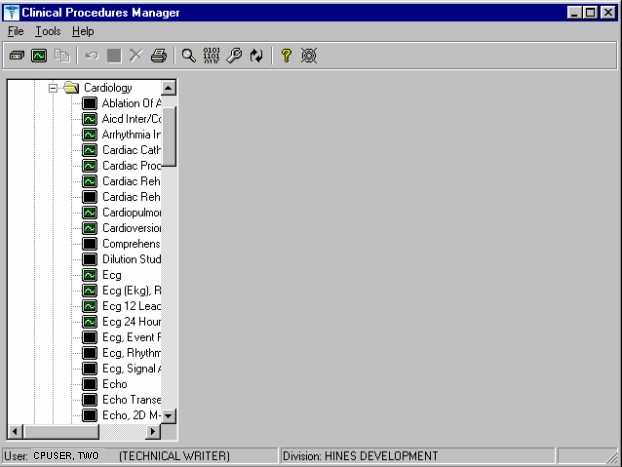 Clinical Procedures Manager
File Tools Help
Cardiology
Ablation Of A
Aicd Inter/Co
Arrhythmia In
Cardiac Cath
Cardiac Proc
Cardiac Reh
Cardiac Reh
Cardiopulmo
Cardioversio
Comprehens
Dilution Stud
Ecg
Ecg (Ekg), R
Ecg 12 Lead
Ecg 24 Hour
Ecg, Event R
Ecg, Rhythm
Ecg, Signal A
Echo
Echo Transe
Echo, 2D M-
User: CPUSER, TWO (TECHNICAL WRITER) Division: HINES DEVELOPMENT